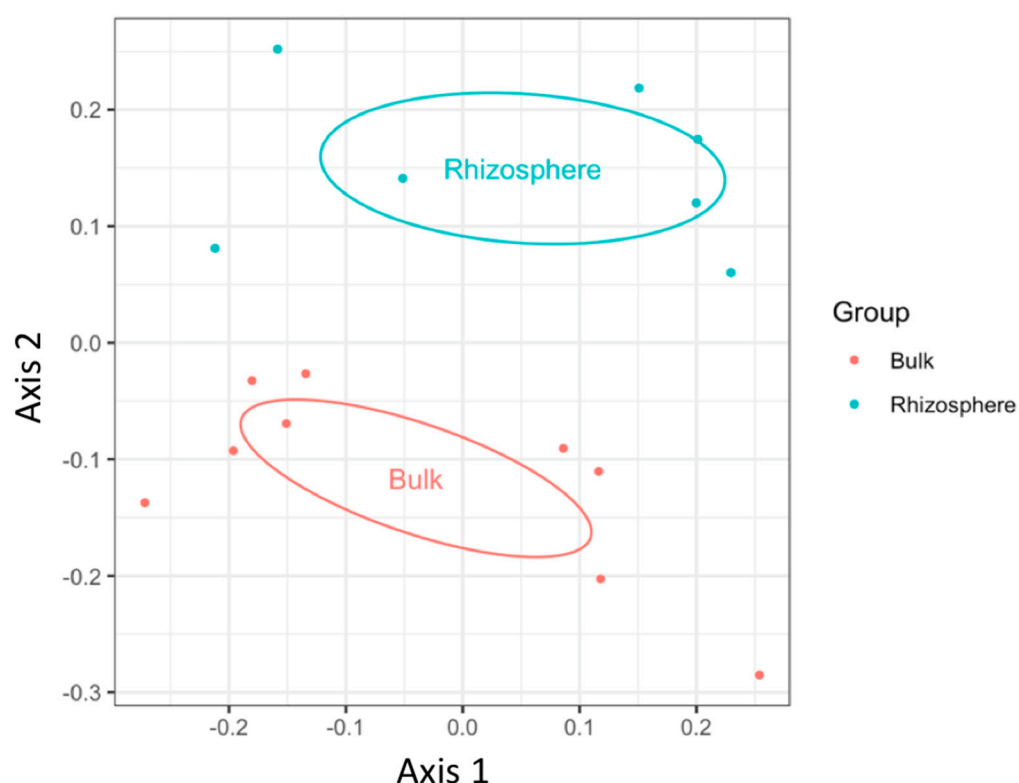 0.2
0.1
0.0
-0.1
-0.2
-0.3
Axis 2
Rhizosphere
Bulk
-0.2 -0.1 0.0 0.1 0.2
Axis 1
Group
Bulk
Rhizosphere